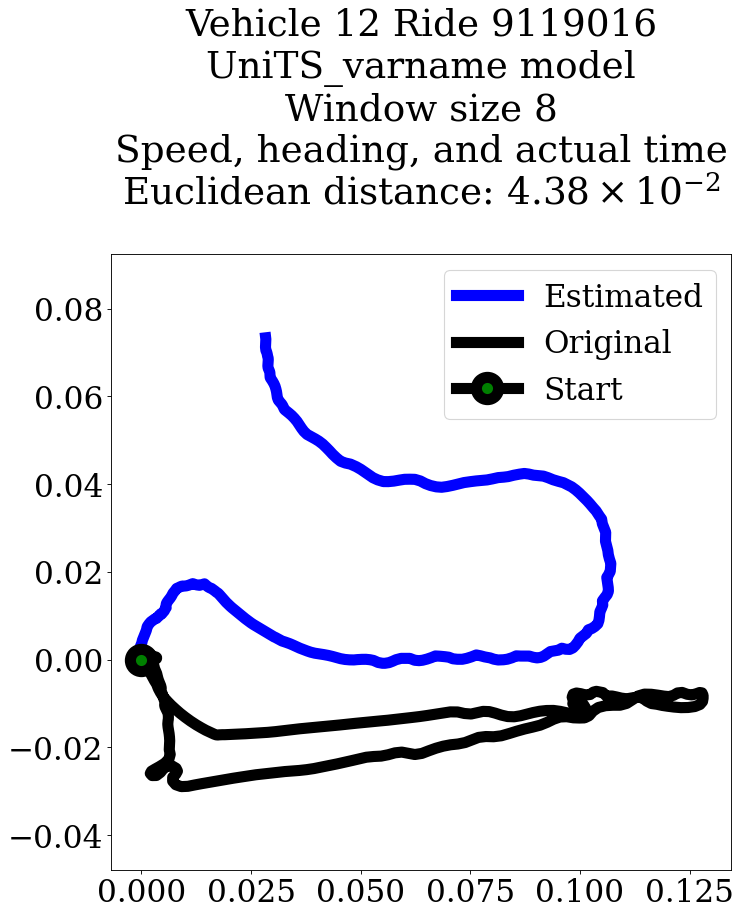 Vehicle 12 Ride 9119016
UniTS_varname model
Window size 8
Speed, heading, and actual time
Euclidean distance: 4.38 × 10⁻²
Estimated
Original
Start
0.08
0.06
0.04
0.02
0.00
−0.02
−0.04
0.000 0.025 0.050 0.075 0.100 0.125